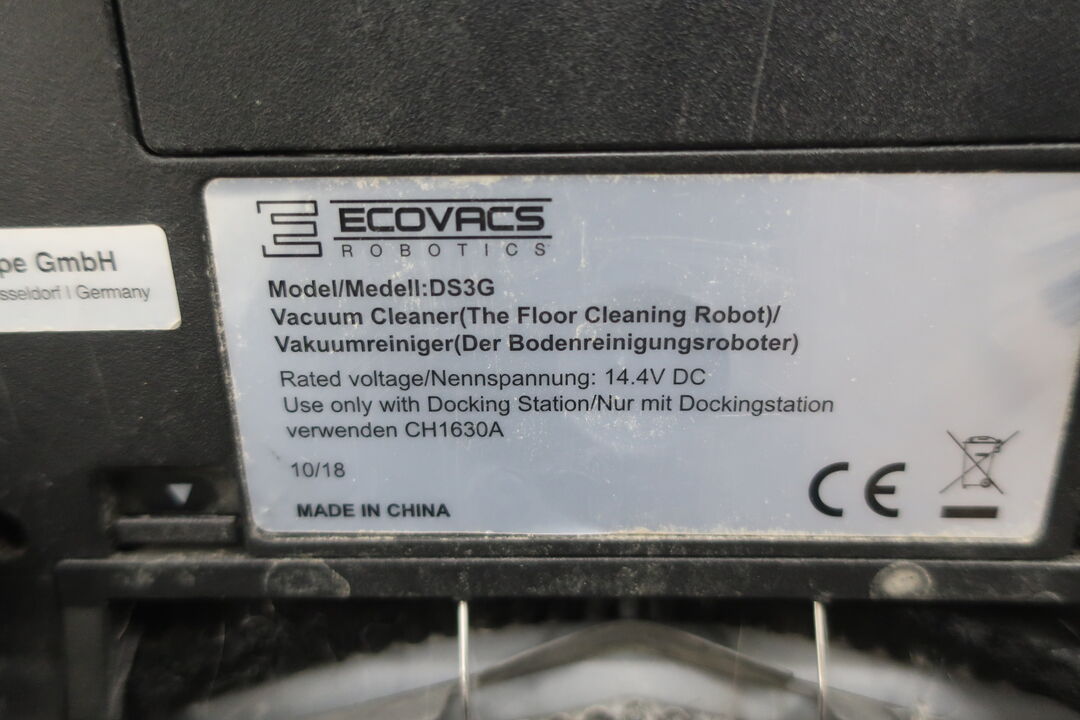 pe GmbH
sseldorf | Germany
ECOVACS
ROBOTICS
Model/Medell:DS3G
Vacuum Cleaner(The Floor Cleaning Robot)/
Vakuumreiniger(Der Bodenreinigungsroboter)
Rated voltage/Nennspannung: 14.4V DC
Use only with Docking Station/Nur mit Dockingstation
verwenden CH1630A
10/18
MADE IN CHINA
CE